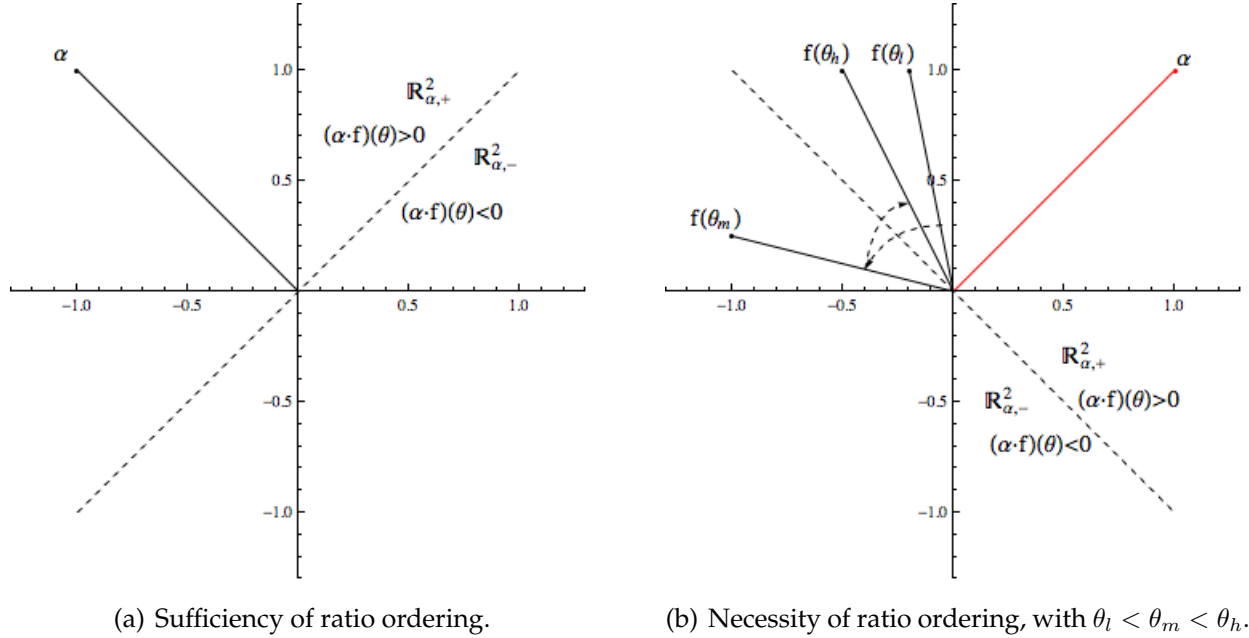 α
1.0
ℝ²α,+
(α·f)(θ)>0
ℝ²α,−
0.5
(α·f)(θ)<0
−1.0
−0.5
0.5
1.0
−0.5
−1.0
(a) Sufficiency of ratio ordering.
f(θh)
f(θl)
α
1.0
0.5
f(θm)
−1.0
−0.5
0.5
1.0
ℝ²α,+
−0.5
ℝ²α,−
(α·f)(θ)>0
(α·f)(θ)<0
−1.0
(b) Necessity of ratio ordering, with θl < θm < θh.